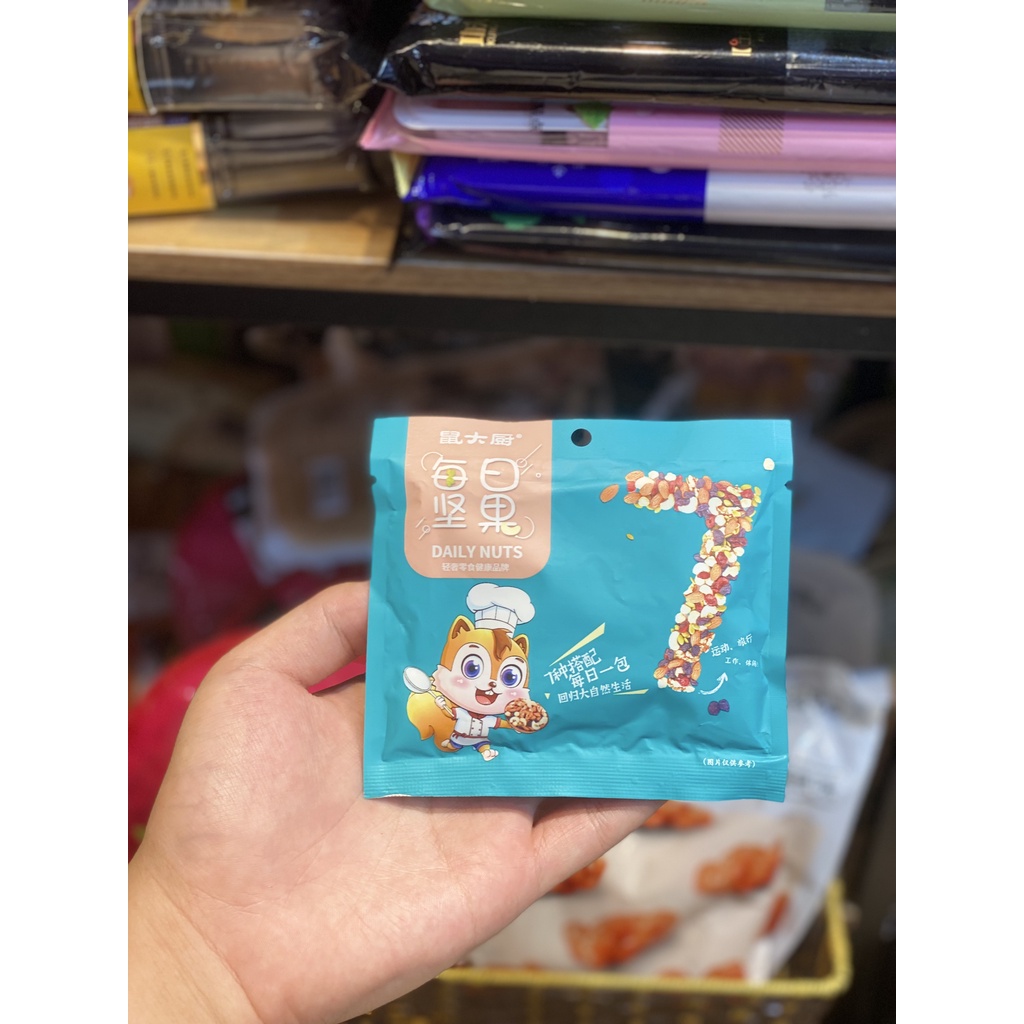 鼠大厨®
每日
坚果
DAILY NUTS
轻奢零食健康品牌
7
7种搭配
每日一包
回归大自然生活
运动、旅行
工作、休闲
(图片仅供参考)